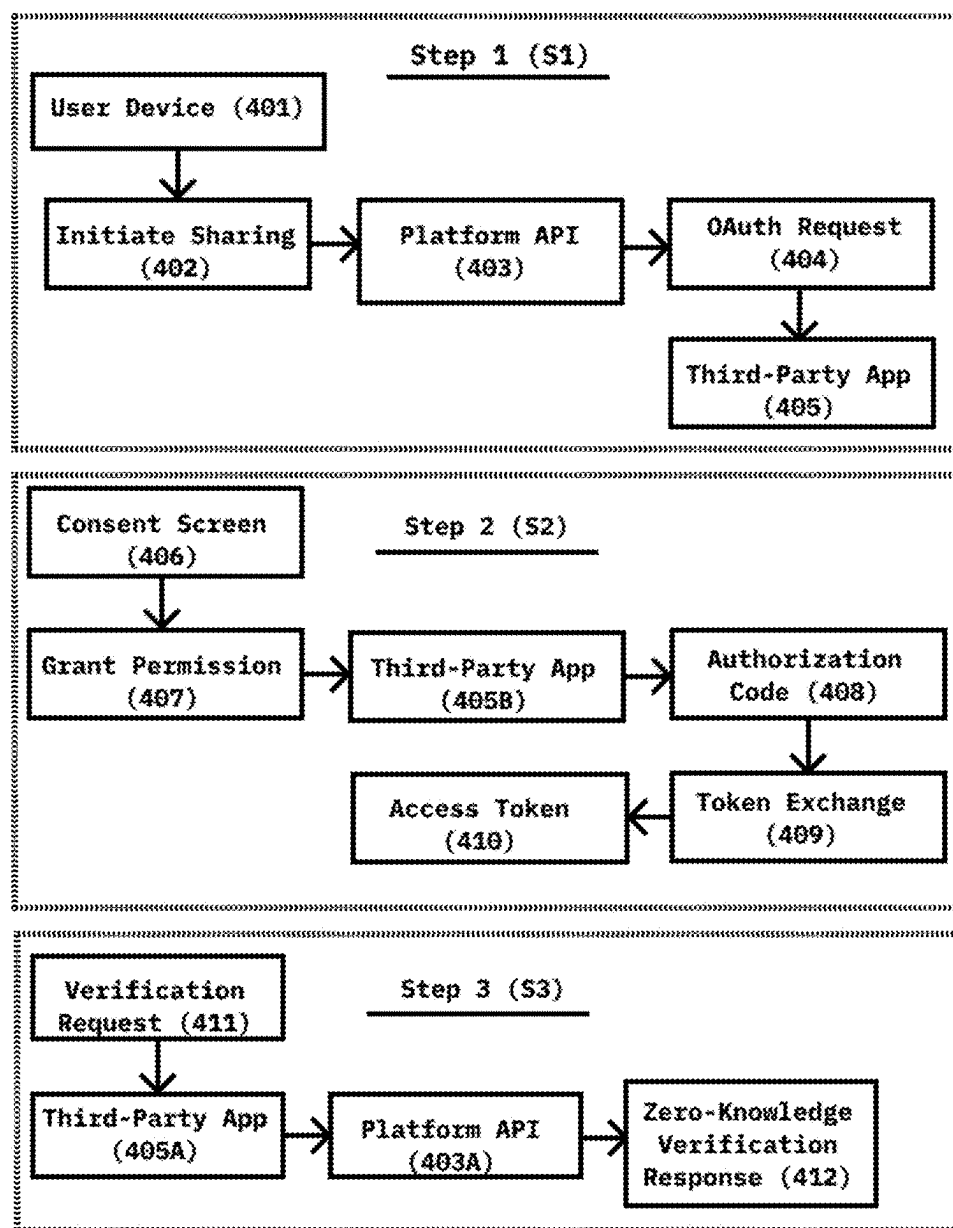 Step 1 (S1)
User Device (401)
Initiate Sharing
(402)
Platform API
(403)
OAuth Request
(404)
Third-Party App
(405)
Consent Screen
(406)
Step 2 (S2)
Grant Permission
(407)
Third-Party App
(405B)
Authorization
Code (408)
Token Exchange
(409)
Access Token
(410)
Verification
Request (411)
Step 3 (S3)
Third-Party App
(405A)
Platform API
(403A)
Zero-Knowledge
Verification
Response (412)